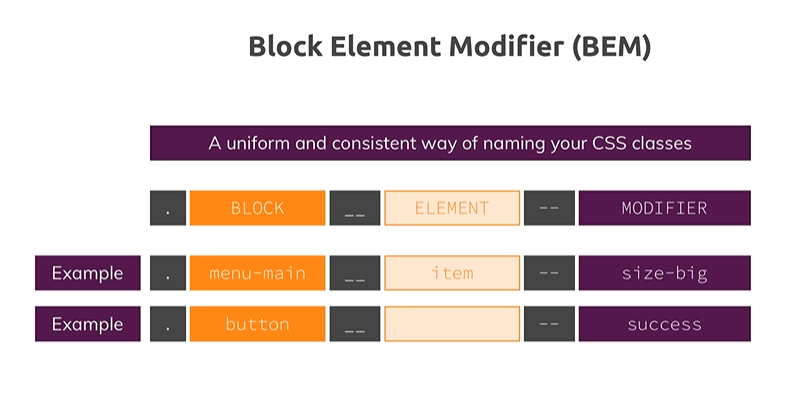 Block Element Modifier (BEM)
A uniform and consistent way of naming your CSS classes
. BLOCK __ ELEMENT -- MODIFIER
Example . menu-main __ item -- size-big
Example . button __ -- success